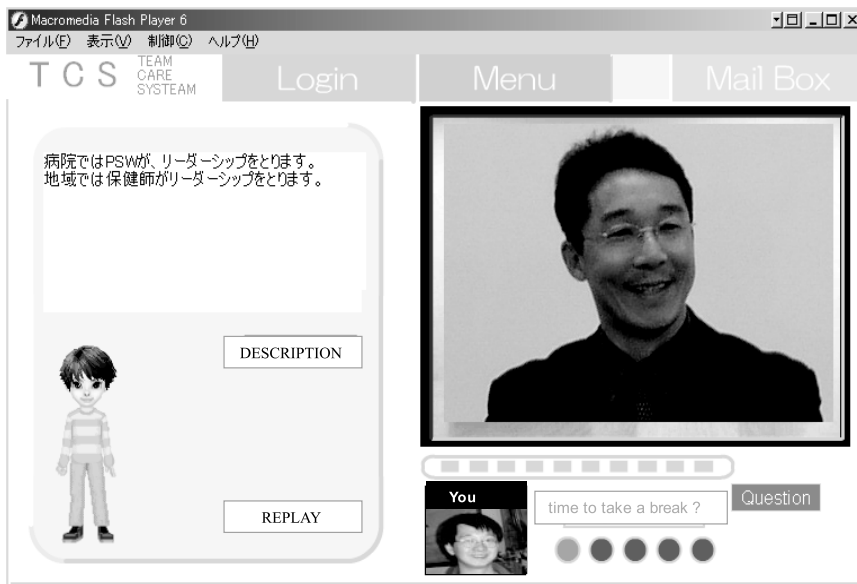 Macromedia Flash Player 6
ファイル(F) 表示(V) 制御(C) ヘルプ(H)
TCS
TEAM
CARE
SYSTEAM
Login
Menu
Mail Box
病院ではPSWが、リーダーシップをとります。
地域では保健師がリーダーシップをとります。
DESCRIPTION
REPLAY
You
time to take a break ?
Question